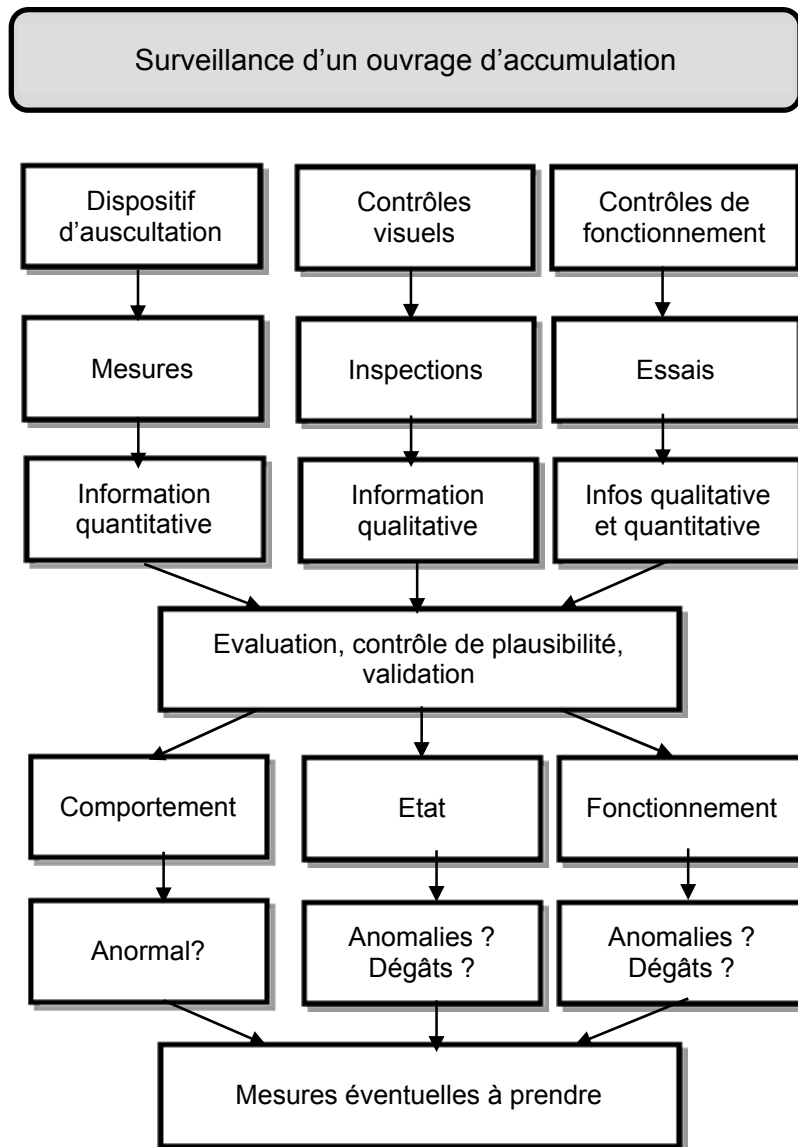 Surveillance d’un ouvrage d’accumulation
Dispositif
d’auscultation
Contrôles
visuels
Contrôles de
fonctionnement
Mesures
Inspections
Essais
Information
quantitative
Information
qualitative
Infos qualitative
et quantitative
Evaluation, contrôle de plausibilité,
validation
Comportement
Etat
Fonctionnement
Anormal?
Anomalies ?
Dégâts ?
Anomalies ?
Dégâts ?
Mesures éventuelles à prendre